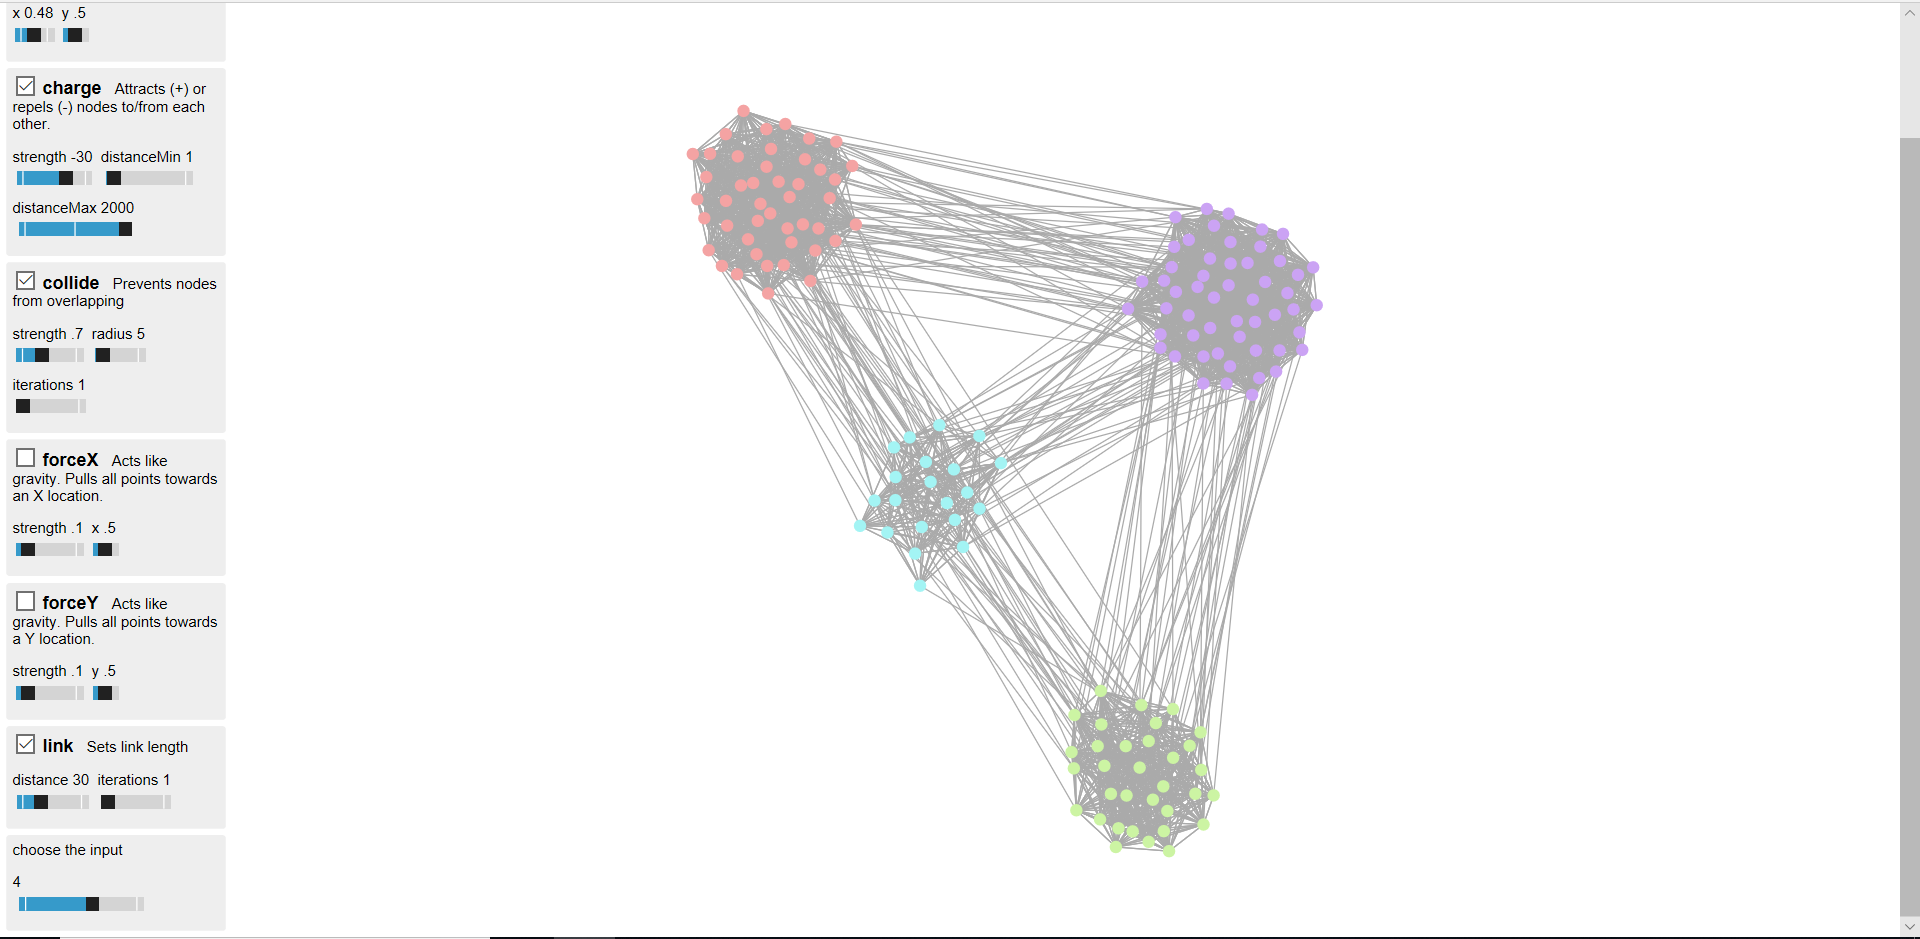 x 0.48 y .5
charge Attracts (+) or
repels (-) nodes to/from each
other.
strength -30 distanceMin 1
distanceMax 2000
collide Prevents nodes
from overlapping
strength .7 radius 5
iterations 1
forceX Acts like
gravity. Pulls all points towards
an X location.
strength .1 x .5
forceY Acts like
gravity. Pulls all points towards
a Y location.
strength .1 y .5
link Sets link length
distance 30 iterations 1
choose the input
4